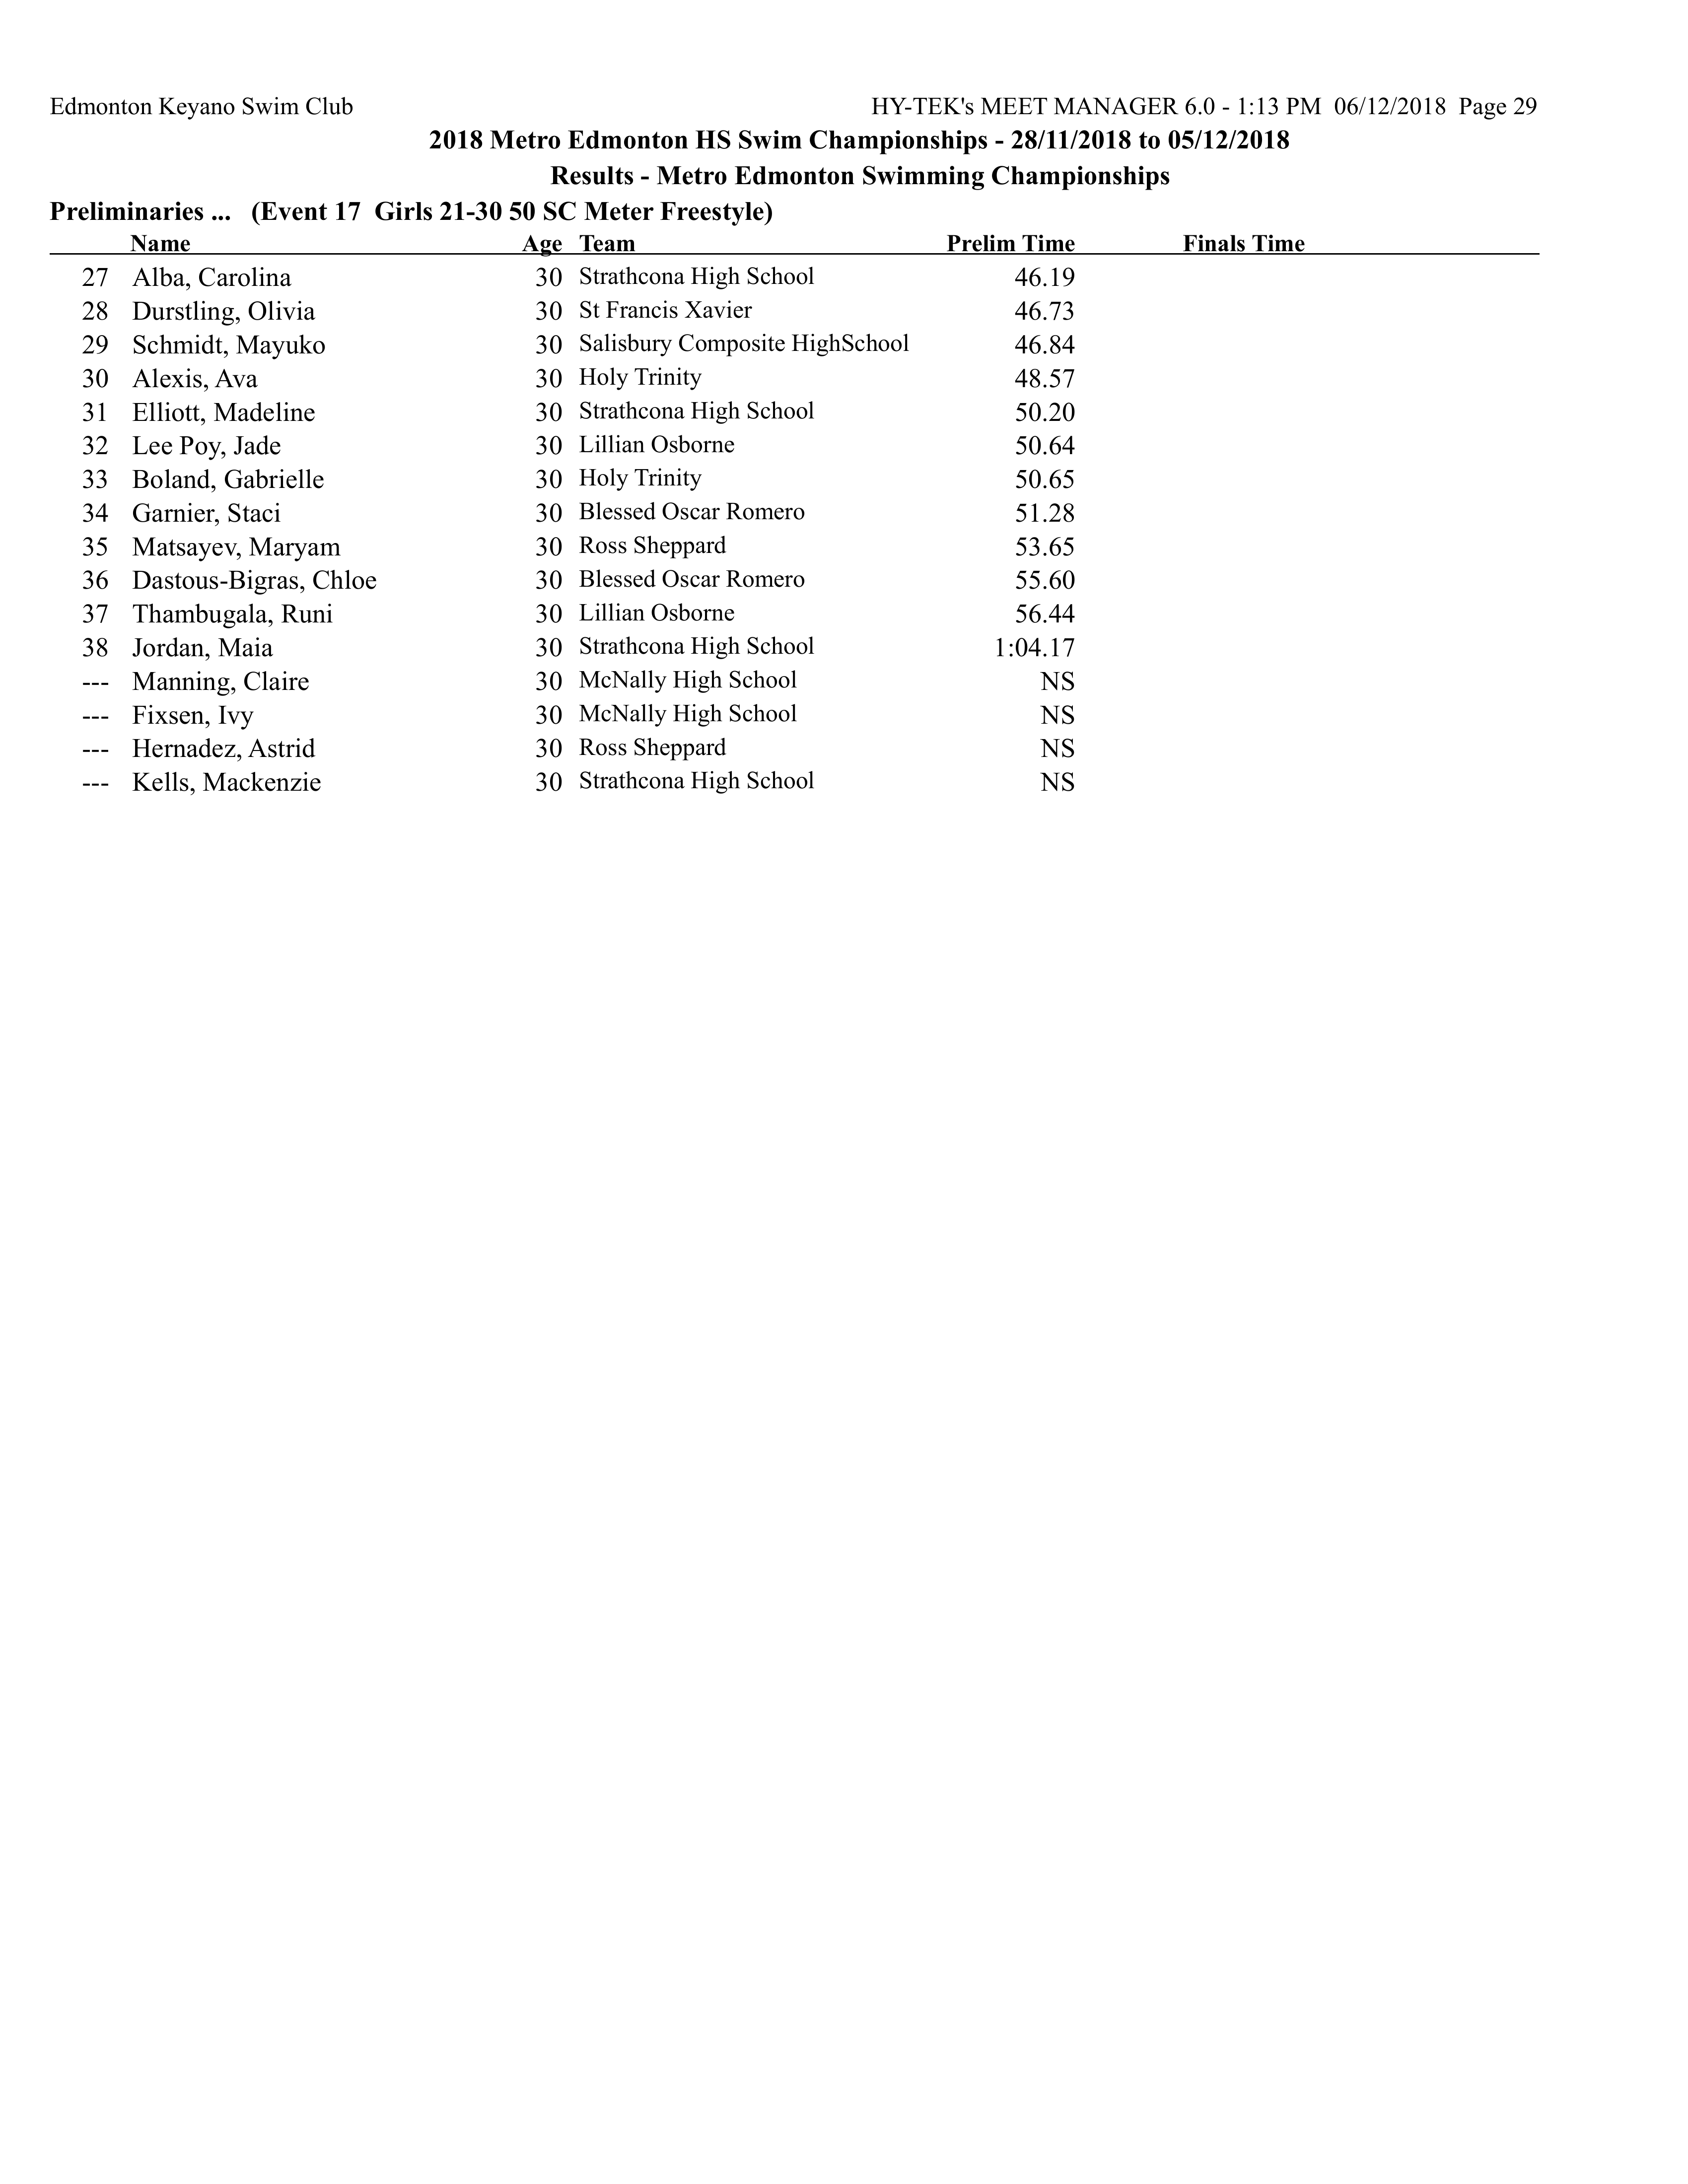 Edmonton Keyano Swim Club HY-TEK's MEET MANAGER 6.0 - 1:13 PM 06/12/2018 Page 29
2018 Metro Edmonton HS Swim Championships - 28/11/2018 to 05/12/2018
Results - Metro Edmonton Swimming Championships
Preliminaries ... (Event 17 Girls 21-30 50 SC Meter Freestyle)
Name Age Team Prelim Time Finals Time
27 Alba, Carolina 30 Strathcona High School 46.19
28 Durstling, Olivia 30 St Francis Xavier 46.73
29 Schmidt, Mayuko 30 Salisbury Composite HighSchool 46.84
30 Alexis, Ava 30 Holy Trinity 48.57
31 Elliott, Madeline 30 Strathcona High School 50.20
32 Lee Poy, Jade 30 Lillian Osborne 50.64
33 Boland, Gabrielle 30 Holy Trinity 50.65
34 Garnier, Staci 30 Blessed Oscar Romero 51.28
35 Matsayev, Maryam 30 Ross Sheppard 53.65
36 Dastous-Bigras, Chloe 30 Blessed Oscar Romero 55.60
37 Thambugala, Runi 30 Lillian Osborne 56.44
38 Jordan, Maia 30 Strathcona High School 1:04.17
--- Manning, Claire 30 McNally High School NS
--- Fixsen, Ivy 30 McNally High School NS
--- Hernadez, Astrid 30 Ross Sheppard NS
--- Kells, Mackenzie 30 Strathcona High School NS